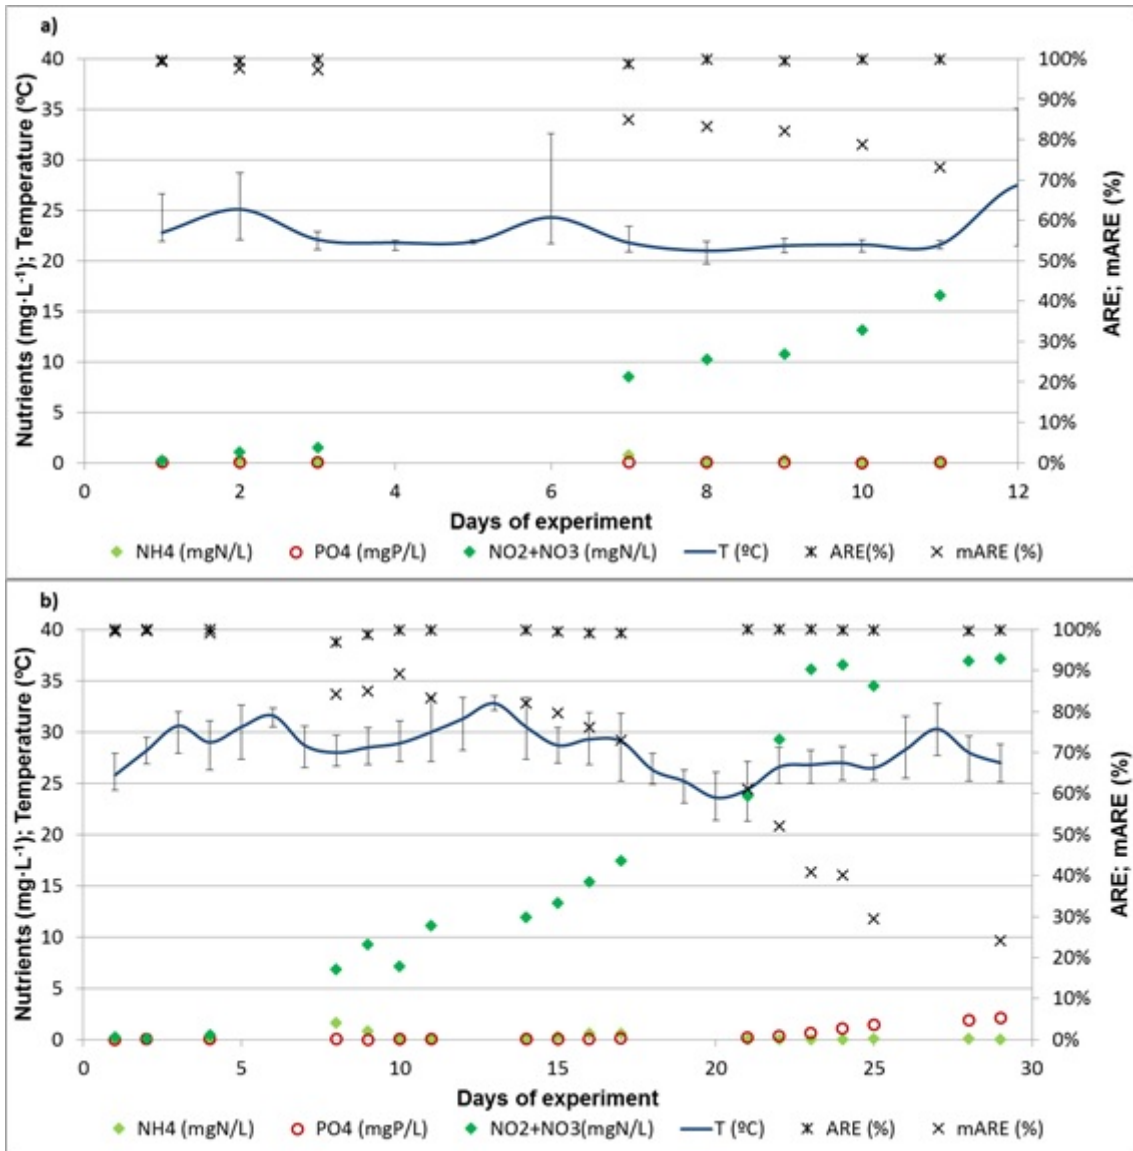 a)
40 100%
35 90%
30 80%
25 70%
20 60%
15 50%
10 40%
5 30%
0 20%
10%
0%
Nutrients (mg·L⁻¹); Temperature (ºC)
ARE; mARE (%)
0 2 4 6 8 10 12
Days of experiment
NH4 (mgN/L) PO4 (mgP/L) NO2+NO3 (mgN/L) T (ºC) ARE(%) mARE (%)
b)
40 100%
35 90%
30 80%
25 70%
20 60%
15 50%
10 40%
5 30%
0 20%
10%
0%
Nutrients (mg·L⁻¹); Temperature (ºC)
ARE; mARE (%)
0 5 10 15 20 25 30
Days of experiment
NH4 (mgN/L) PO4 (mgP/L) NO2+NO3(mgN/L) T (ºC) ARE (%) mARE (%)